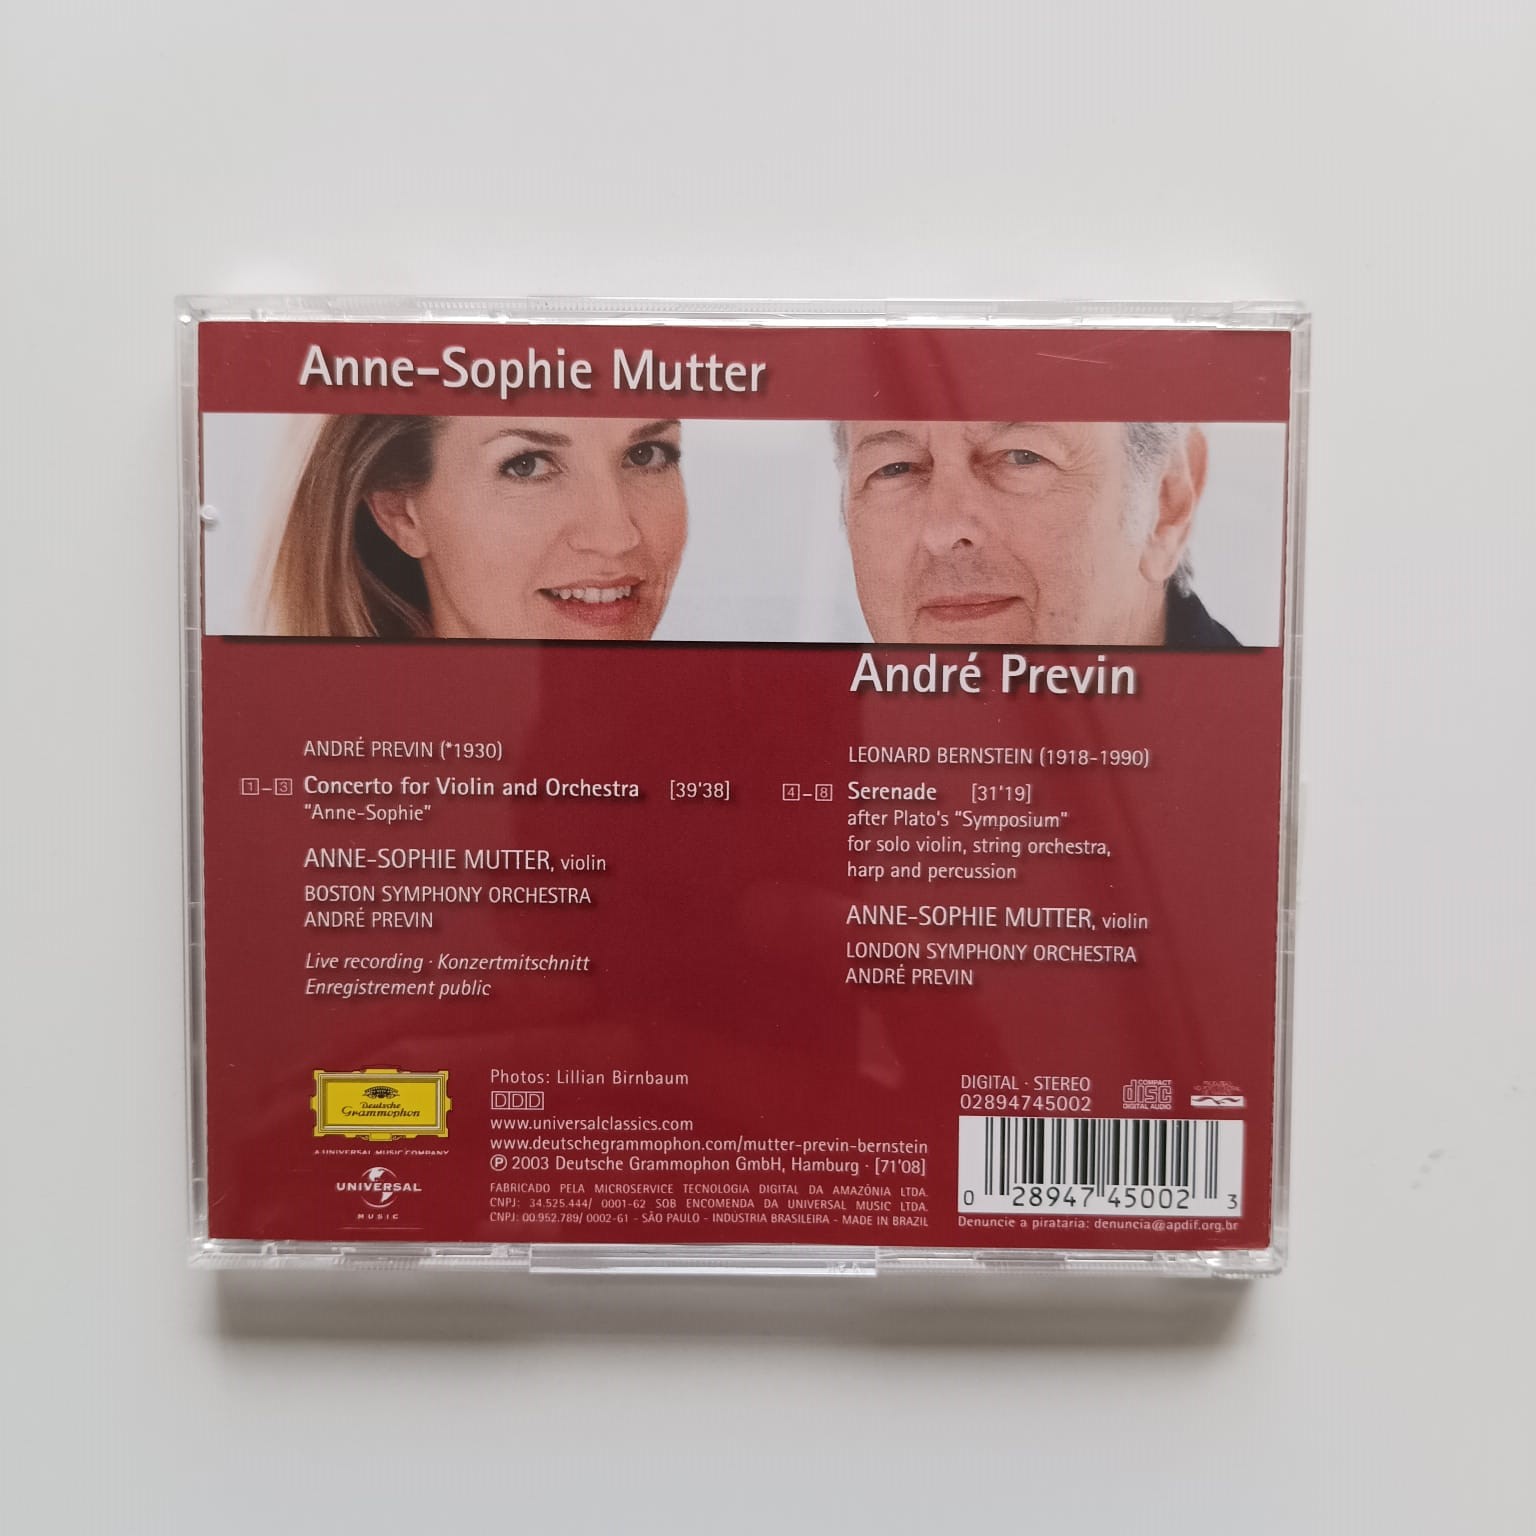 Anne-Sophie Mutter
André Previn
ANDRÉ PREVIN (*1930)
1–3 Concerto for Violin and Orchestra [39'38]
"Anne-Sophie"
ANNE-SOPHIE MUTTER, violin
BOSTON SYMPHONY ORCHESTRA
ANDRÉ PREVIN
Live recording · Konzertmitschnitt
Enregistrement public
LEONARD BERNSTEIN (1918–1990)
4–8 Serenade [31'19]
after Plato's "Symposium"
for solo violin, string orchestra,
harp and percussion
ANNE-SOPHIE MUTTER, violin
LONDON SYMPHONY ORCHESTRA
ANDRÉ PREVIN
Deutsche
Grammophon
A UNIVERSAL MUSIC COMPANY
UNIVERSAL
MUSIC
Photos: Lillian Birnbaum
DDD
www.universalclassics.com
www.deutschegrammophon.com/mutter-previn-bernstein
℗ 2003 Deutsche Grammophon GmbH, Hamburg · [71'08]
FABRICADO PELA MICROSERVICE TECNOLOGIA DIGITAL DA AMAZÔNIA LTDA.
CNPJ: 34.525.444/ 0001-62 SOB ENCOMENDA DA UNIVERSAL MUSIC LTDA.
CNPJ: 00.952.789/ 0002-61 - SÃO PAULO - INDÚSTRIA BRASILEIRA - MADE IN BRAZIL
DIGITAL · STEREO
02894745002
COMPACT
disc
DIGITAL AUDIO
0 28947 45002 3
Denuncie a pirataria: denuncia@apdif.org.br